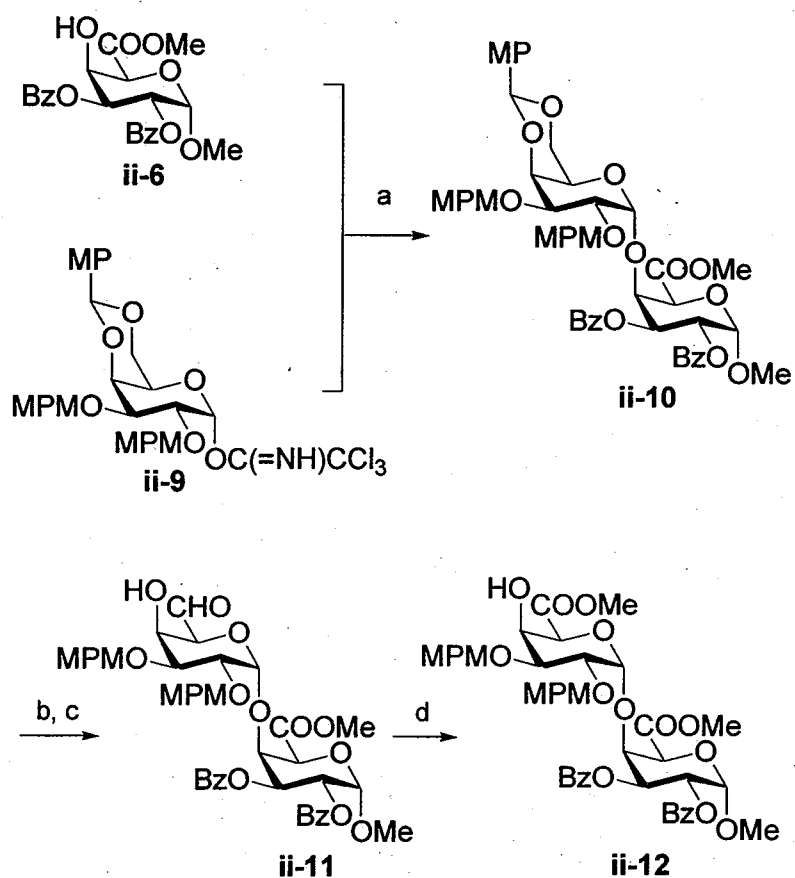 HO COOMe
O
BzO
BzO
OMe
ii-6
MP
O
O
O
MPMO
MPMO
OC(=NH)CCl₃
ii-9
a
MP
O
O
O
MPMO
MPMO
O COOMe
O
BzO
BzO
OMe
ii-10
b, c
HO CHO
O
MPMO
MPMO
O COOMe
O
BzO
BzO
OMe
ii-11
d
HO COOMe
O
MPMO
MPMO
O COOMe
O
BzO
BzO
OMe
ii-12